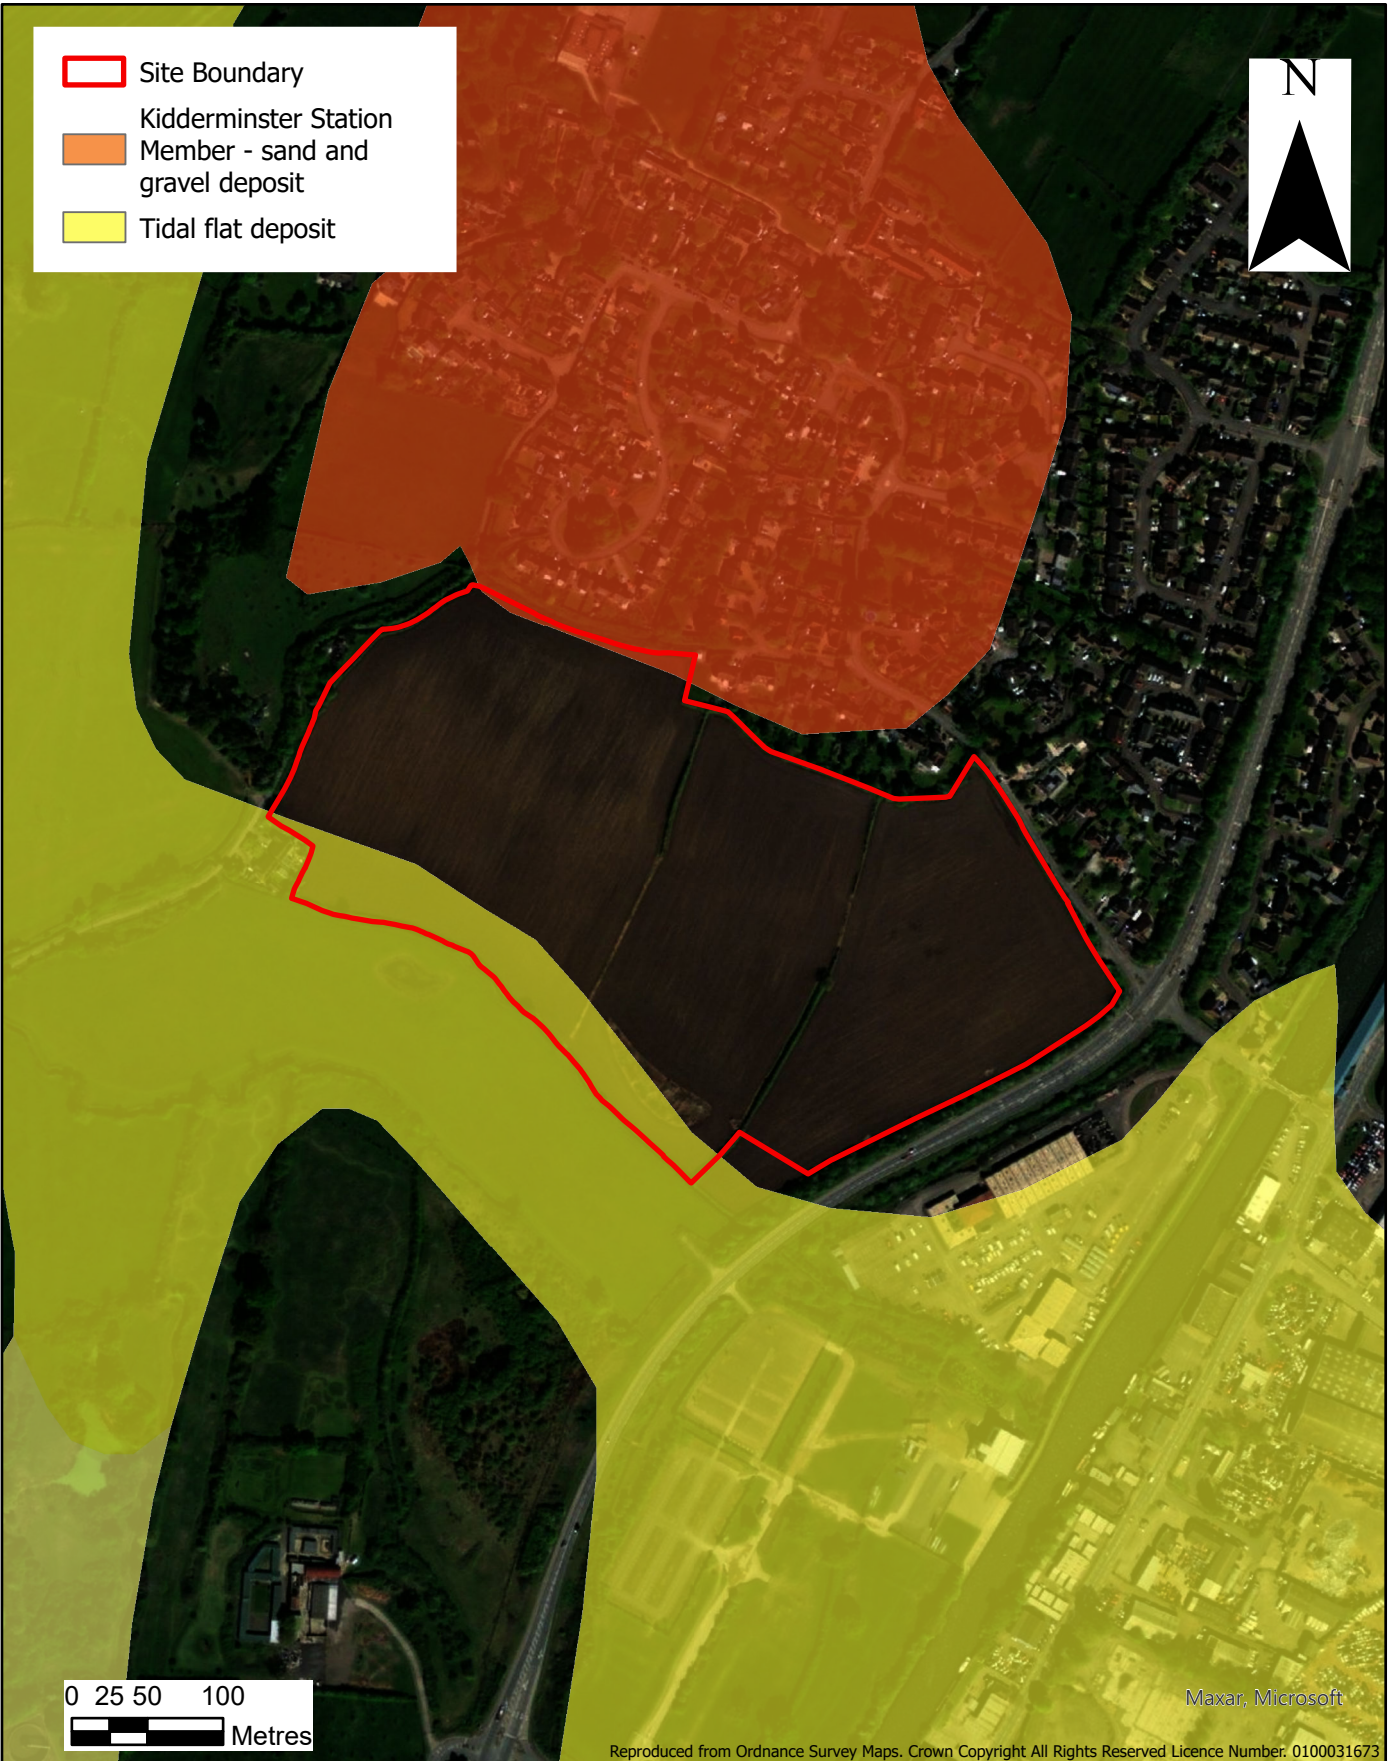 Site Boundary
Kidderminster Station
Member - sand and
gravel deposit
Tidal flat deposit
N
0 25 50 100
Metres
Maxar, Microsoft
Reproduced from Ordnance Survey Maps. Crown Copyright All Rights Reserved Licence Number. 0100031673